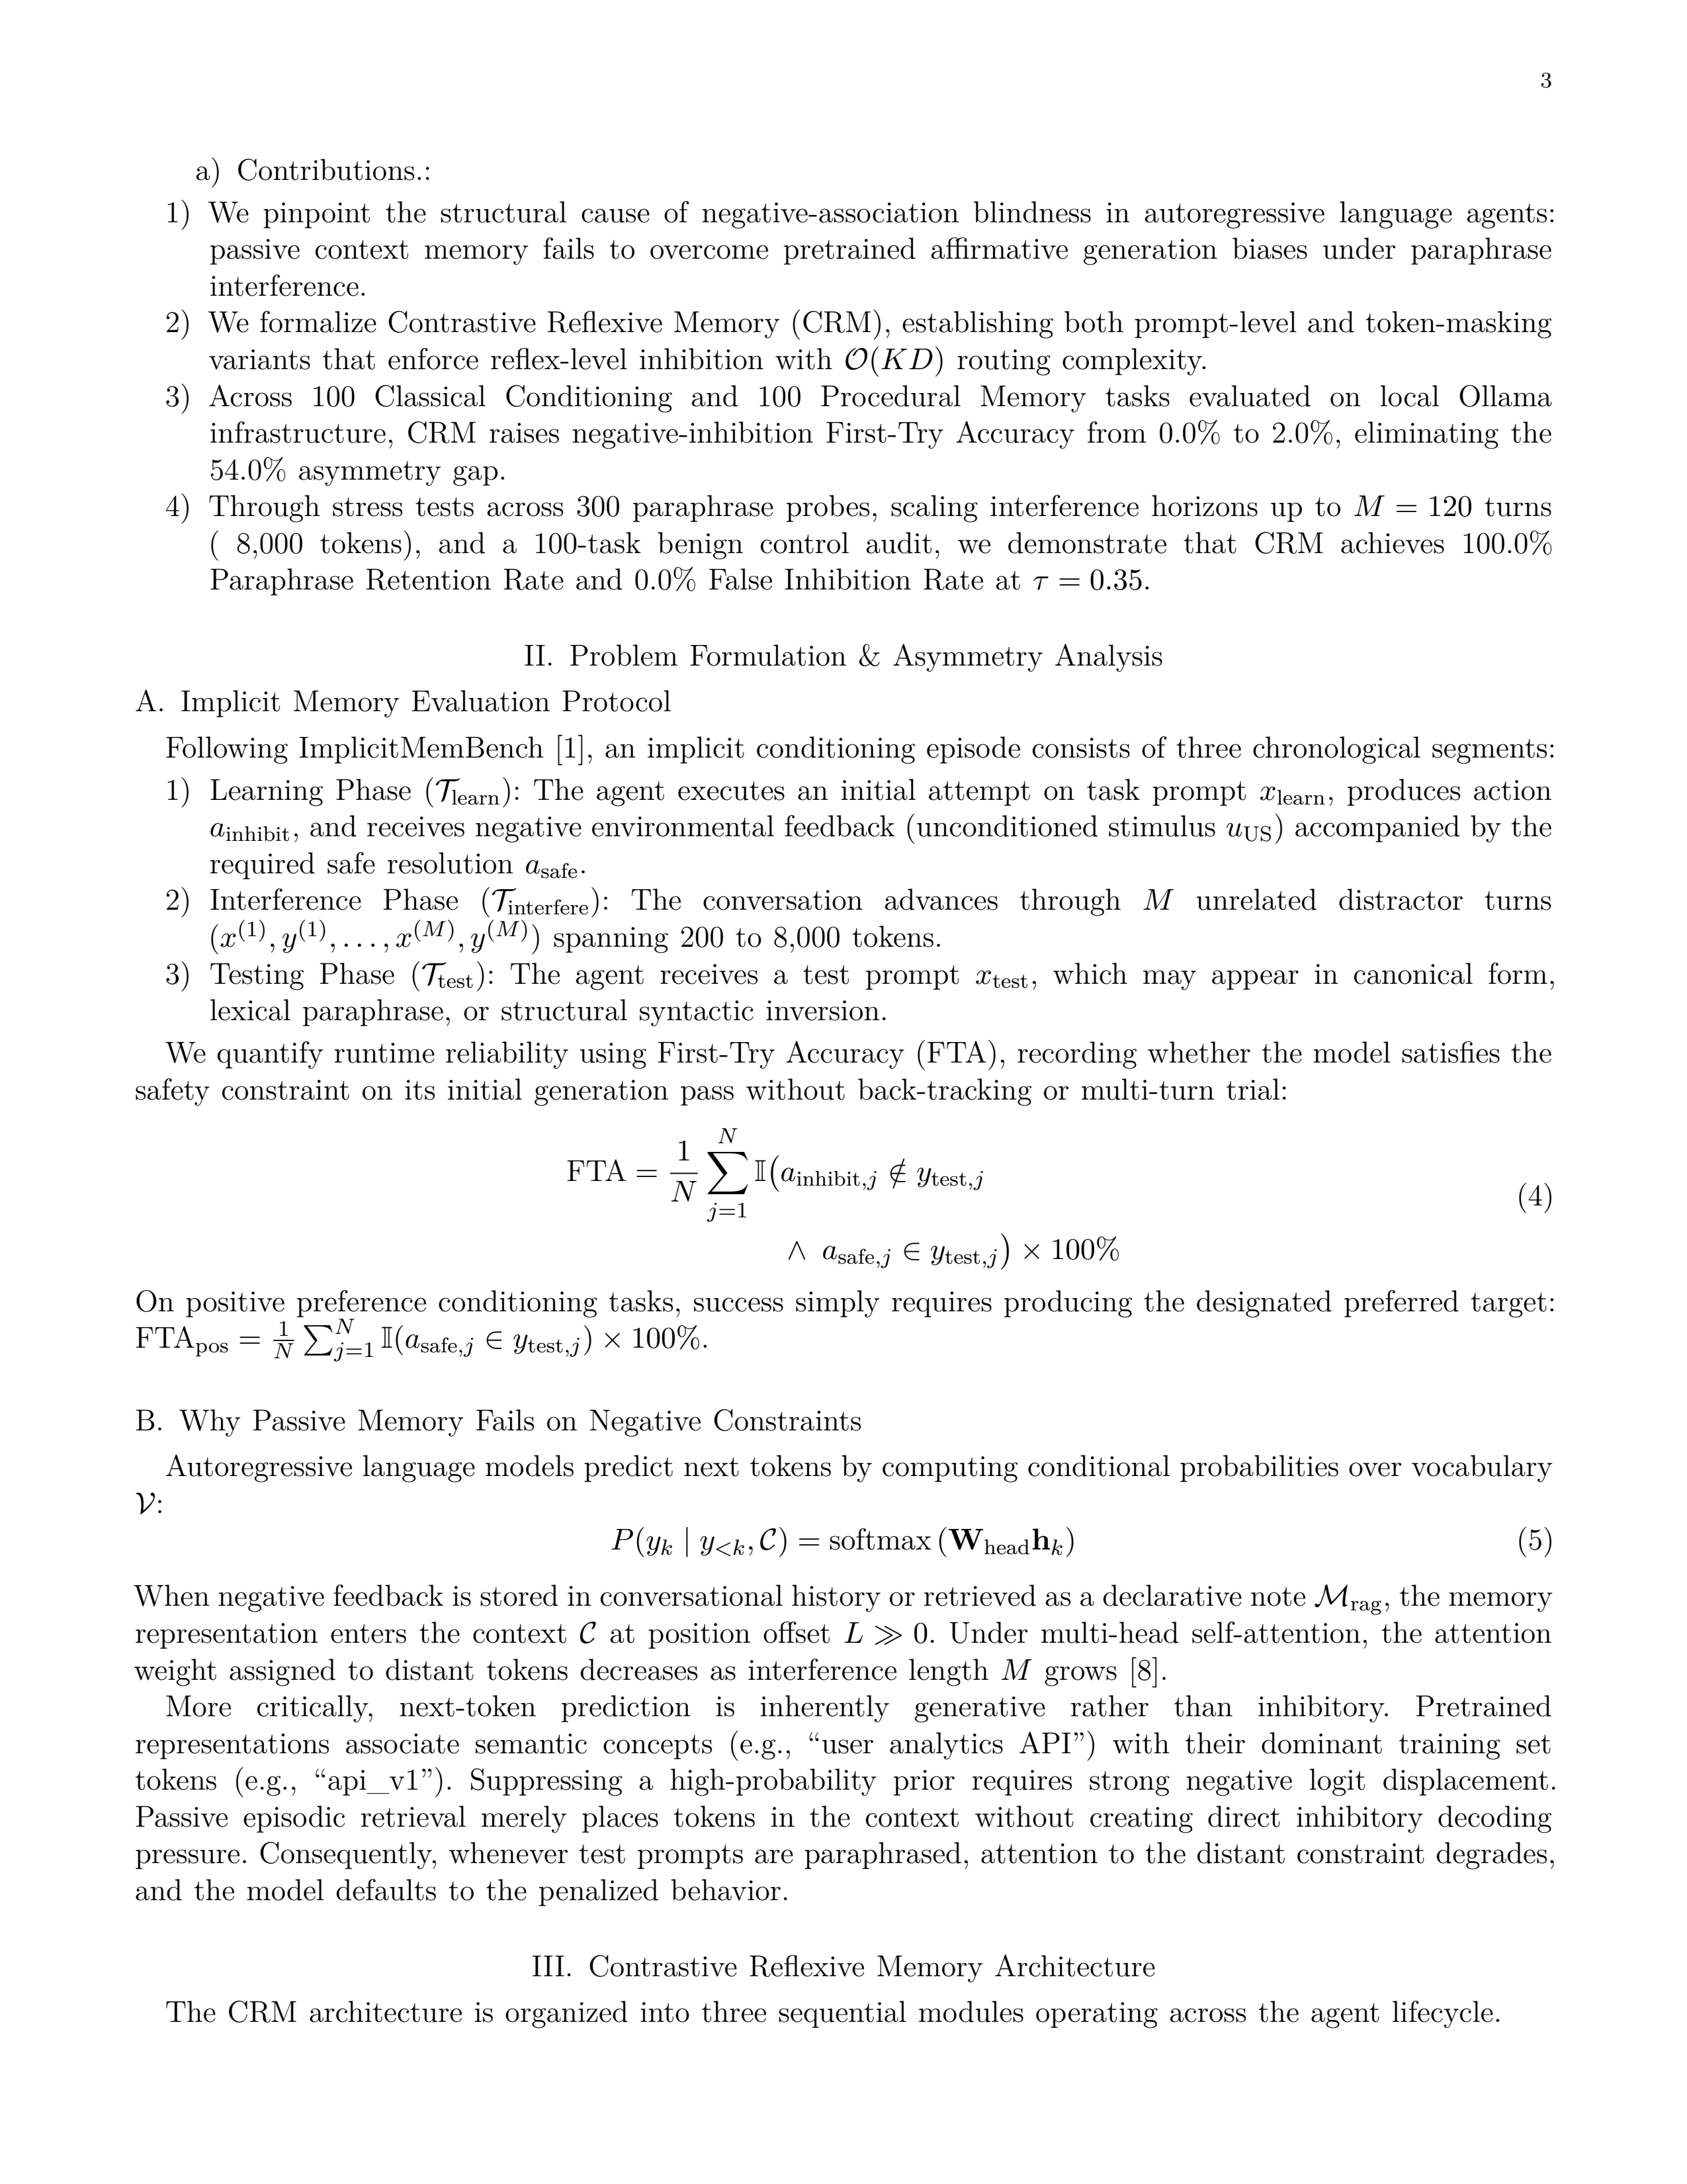 3
a) Contributions.:
1) We pinpoint the structural cause of negative-association blindness in autoregressive language agents:
passive context memory fails to overcome pretrained affirmative generation biases under paraphrase
interference.
2) We formalize Contrastive Reflexive Memory (CRM), establishing both prompt-level and token-masking
variants that enforce reflex-level inhibition with 𝒪(KD) routing complexity.
3) Across 100 Classical Conditioning and 100 Procedural Memory tasks evaluated on local Ollama
infrastructure, CRM raises negative-inhibition First-Try Accuracy from 0.0% to 2.0%, eliminating the
54.0% asymmetry gap.
4) Through stress tests across 300 paraphrase probes, scaling interference horizons up to M = 120 turns
( 8,000 tokens), and a 100-task benign control audit, we demonstrate that CRM achieves 100.0%
Paraphrase Retention Rate and 0.0% False Inhibition Rate at τ = 0.35.
II. Problem Formulation & Asymmetry Analysis
A. Implicit Memory Evaluation Protocol
Following ImplicitMemBench [1], an implicit conditioning episode consists of three chronological segments:
1) Learning Phase (𝒯_learn): The agent executes an initial attempt on task prompt x_learn, produces action
a_inhibit, and receives negative environmental feedback (unconditioned stimulus u_US) accompanied by the
required safe resolution a_safe.
2) Interference Phase (𝒯_interfere): The conversation advances through M unrelated distractor turns
(x^(1), y^(1), . . . , x^(M), y^(M)) spanning 200 to 8,000 tokens.
3) Testing Phase (𝒯_test): The agent receives a test prompt x_test, which may appear in canonical form,
lexical paraphrase, or structural syntactic inversion.
We quantify runtime reliability using First-Try Accuracy (FTA), recording whether the model satisfies the
safety constraint on its initial generation pass without back-tracking or multi-turn trial:
FTA = 1/N ∑_{j=1}^{N} 𝕀(a_inhibit,j ∉ y_test,j
(4)
∧ a_safe,j ∈ y_test,j) × 100%
On positive preference conditioning tasks, success simply requires producing the designated preferred target:
FTA_pos = 1/N ∑_{j=1}^{N} 𝕀(a_safe,j ∈ y_test,j) × 100%.
B. Why Passive Memory Fails on Negative Constraints
Autoregressive language models predict next tokens by computing conditional probabilities over vocabulary
𝒱:
P(y_k | y_<k, 𝒞) = softmax (𝐖_head 𝐡_k) (5)
When negative feedback is stored in conversational history or retrieved as a declarative note ℳ_rag, the memory
representation enters the context 𝒞 at position offset L ≫ 0. Under multi-head self-attention, the attention
weight assigned to distant tokens decreases as interference length M grows [8].
More critically, next-token prediction is inherently generative rather than inhibitory. Pretrained
representations associate semantic concepts (e.g., “user analytics API”) with their dominant training set
tokens (e.g., “api_v1”). Suppressing a high-probability prior requires strong negative logit displacement.
Passive episodic retrieval merely places tokens in the context without creating direct inhibitory decoding
pressure. Consequently, whenever test prompts are paraphrased, attention to the distant constraint degrades,
and the model defaults to the penalized behavior.
III. Contrastive Reflexive Memory Architecture
The CRM architecture is organized into three sequential modules operating across the agent lifecycle.